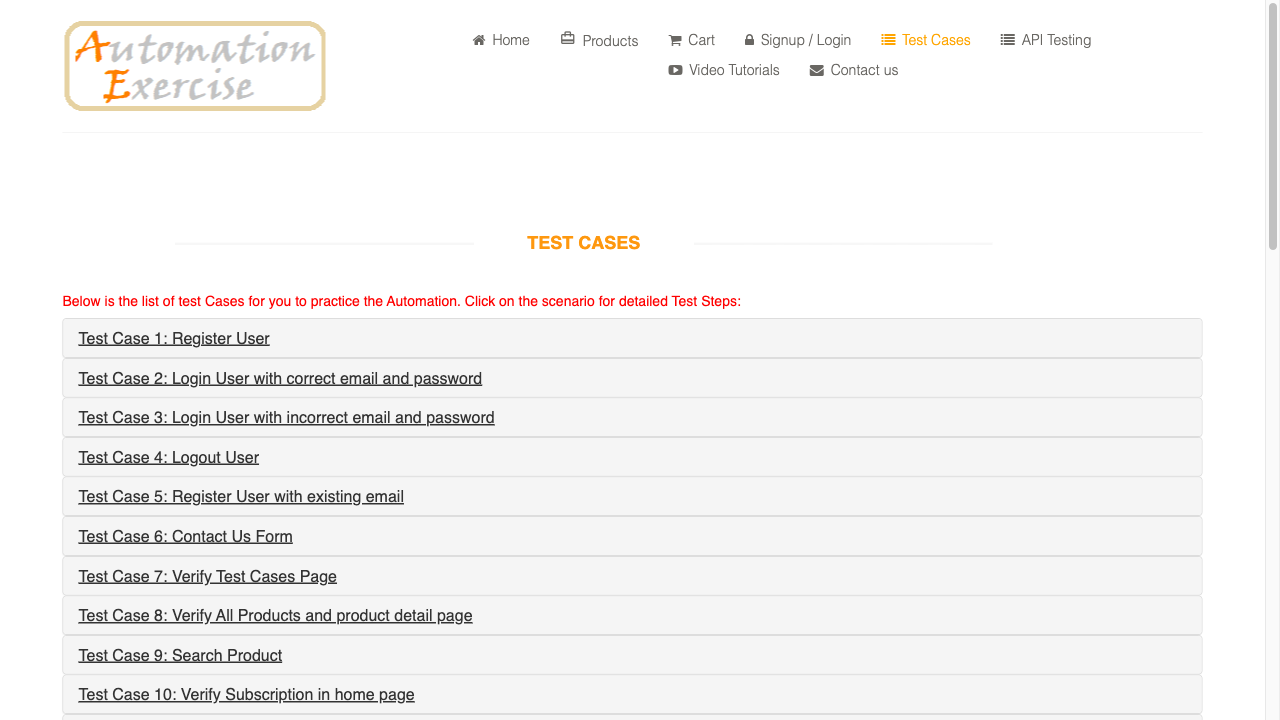 Automation
Exercise
Home
Products
Cart
Signup / Login
Test Cases
API Testing
Video Tutorials
Contact us
TEST CASES
Below is the list of test Cases for you to practice the Automation. Click on the scenario for detailed Test Steps:
Test Case 1: Register User
Test Case 2: Login User with correct email and password
Test Case 3: Login User with incorrect email and password
Test Case 4: Logout User
Test Case 5: Register User with existing email
Test Case 6: Contact Us Form
Test Case 7: Verify Test Cases Page
Test Case 8: Verify All Products and product detail page
Test Case 9: Search Product
Test Case 10: Verify Subscription in home page